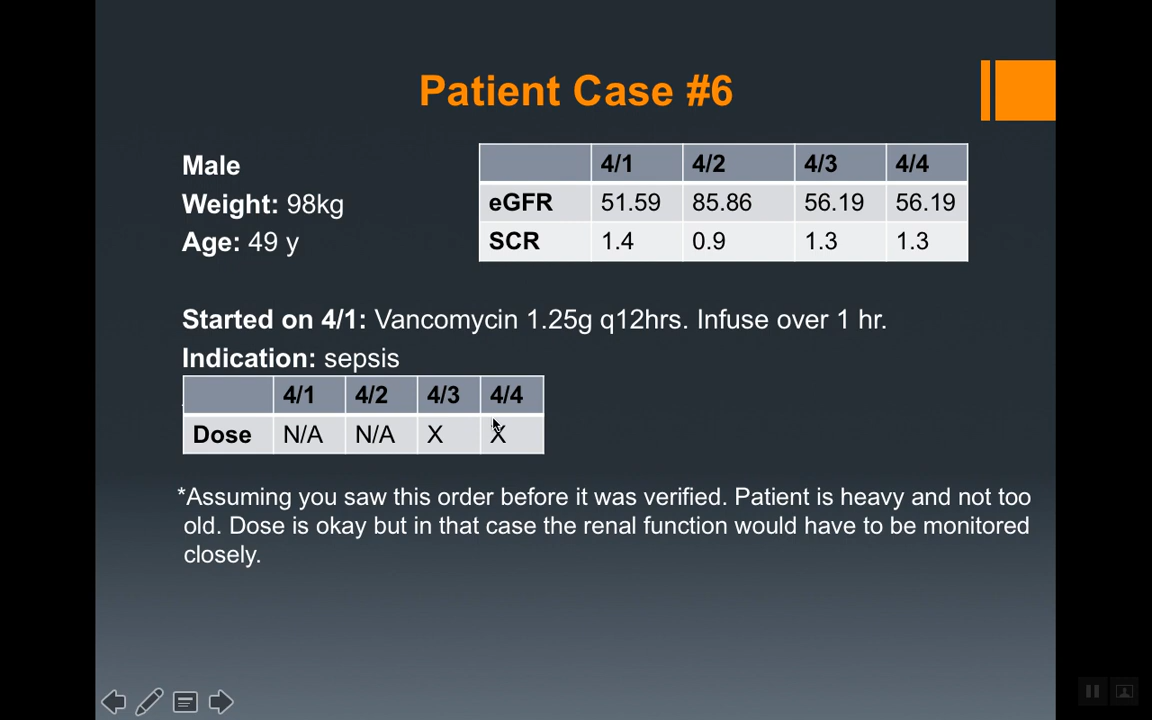 Patient Case #6
Male
Weight: 98kg
Age: 49 y
4/1 4/2 4/3 4/4
eGFR 51.59 85.86 56.19 56.19
SCR 1.4 0.9 1.3 1.3
Started on 4/1: Vancomycin 1.25g q12hrs. Infuse over 1 hr.
Indication: sepsis
4/1 4/2 4/3 4/4
Dose N/A N/A X X
*Assuming you saw this order before it was verified. Patient is heavy and not too
old. Dose is okay but in that case the renal function would have to be monitored
closely.